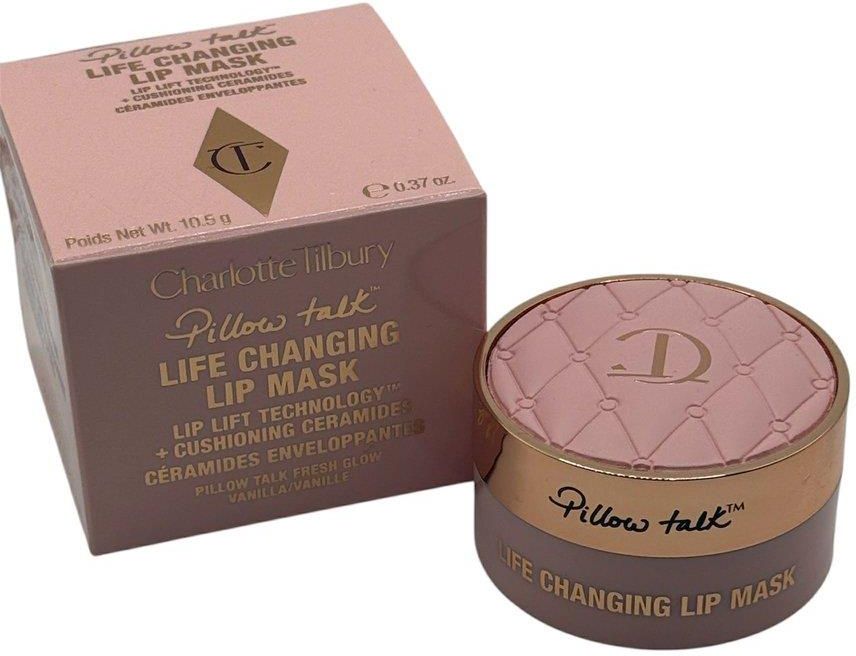 Pillow talk™
LIFE CHANGING
LIP MASK
LIP LIFT TECHNOLOGY™
+ CUSHIONING CERAMIDES
CÉRAMIDES ENVELOPPANTES
CT
Poids Net Wt. 10.5 g
℮ 0.37 oz.
Charlotte Tilbury
Pillow talk™
LIFE CHANGING
LIP MASK
LIP LIFT TECHNOLOGY™
+ CUSHIONING CERAMIDES
CÉRAMIDES ENVELOPPANTES
PILLOW TALK FRESH GLOW
VANILLA/VANILLE
CT
Pillow talk™
LIFE CHANGING LIP MASK